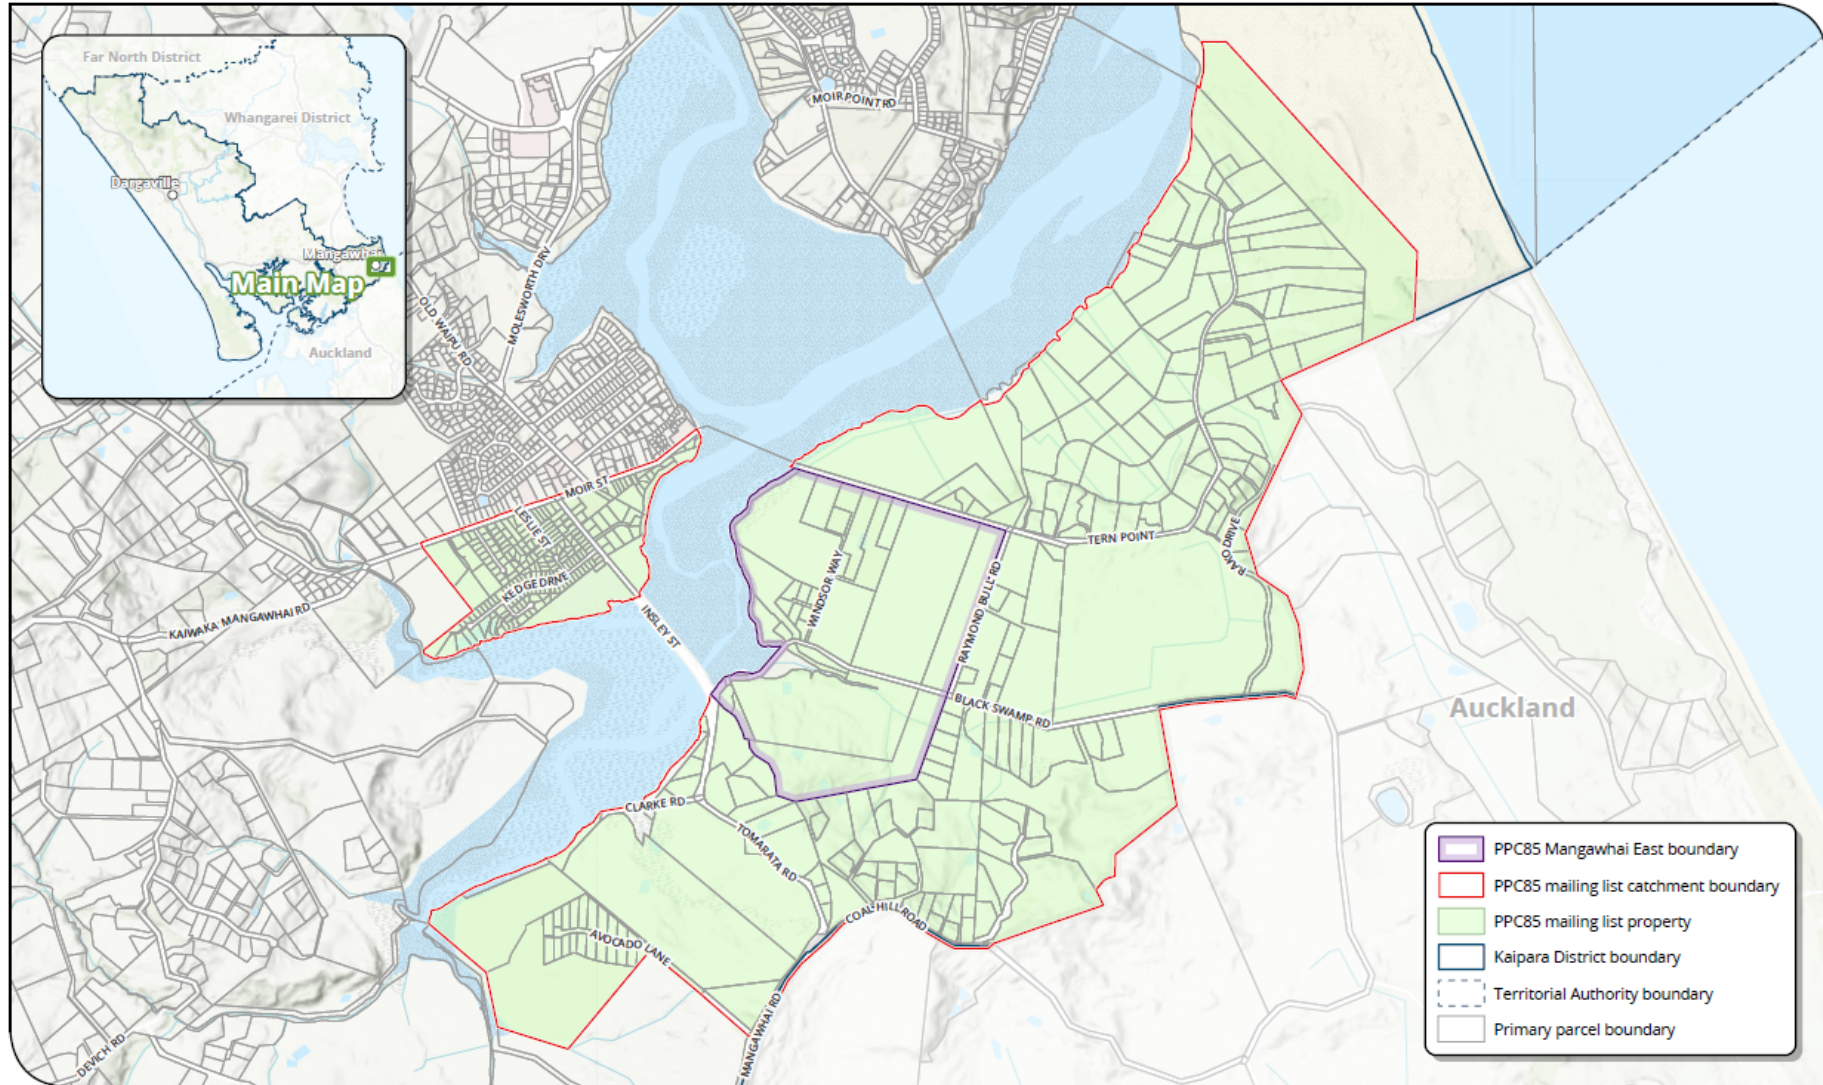 Far North District
Whangarei District
Dargaville
Mangawhai
Main Map
Auckland
MOIR POINT RD
MOLESWORTH DRV
OLD WAIPU RD
MOIR ST
LESLIE ST
KEDGE DRIVE
KAIWAKA MANGAWHAI RD
INSLEY ST
WINDSOR WAY
RAYMOND BULL RD
TERN POINT
RAKO DRIVE
BLACK SWAMP RD
Auckland
CLARKE RD
TOMARATA RD
COAL HILL ROAD
AVOCADO LANE
MANGAWHAI RD
DEVICH RD
PPC85 Mangawhai East boundary
PPC85 mailing list catchment boundary
PPC85 mailing list property
Kaipara District boundary
Territorial Authority boundary
Primary parcel boundary